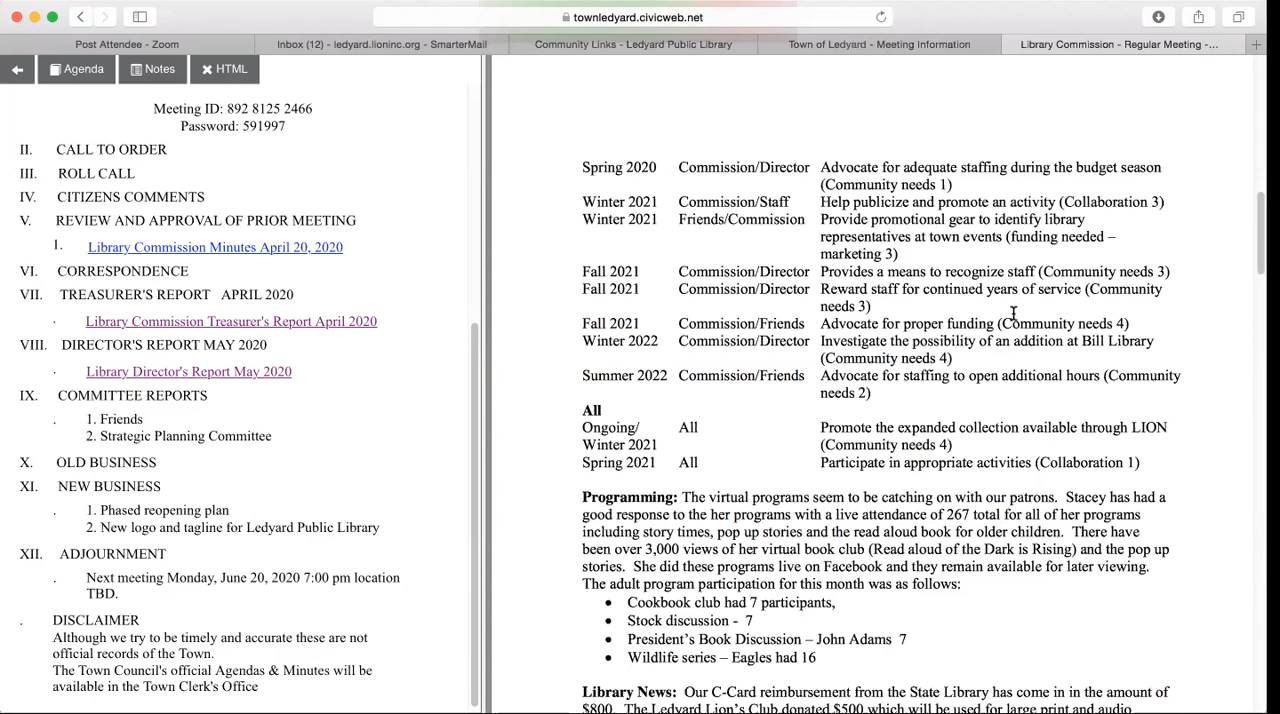 townledyard.civicweb.net
Post Attendee - Zoom
Inbox (12) - ledyard.lioninc.org - SmarterMail
Community Links - Ledyard Public Library
Town of Ledyard - Meeting Information
Library Commission - Regular Meeting -...
Agenda
Notes
HTML
Meeting ID: 892 8125 2466
Password: 591997
II. CALL TO ORDER
III. ROLL CALL
IV. CITIZENS COMMENTS
V. REVIEW AND APPROVAL OF PRIOR MEETING
I. Library Commission Minutes April 20, 2020
VI. CORRESPONDENCE
VII. TREASURER'S REPORT APRIL 2020
. Library Commission Treasurer's Report April 2020
VIII. DIRECTOR'S REPORT MAY 2020
. Library Director's Report May 2020
IX. COMMITTEE REPORTS
. 1. Friends
2. Strategic Planning Committee
X. OLD BUSINESS
XI. NEW BUSINESS
. 1. Phased reopening plan
2. New logo and tagline for Ledyard Public Library
XII. ADJOURNMENT
. Next meeting Monday, June 20, 2020 7:00 pm location
TBD.
. DISCLAIMER
Although we try to be timely and accurate these are not
official records of the Town.
The Town Council's official Agendas & Minutes will be
available in the Town Clerk's Office
Spring 2020 Commission/Director Advocate for adequate staffing during the budget season
(Community needs 1)
Winter 2021 Commission/Staff Help publicize and promote an activity (Collaboration 3)
Winter 2021 Friends/Commission Provide promotional gear to identify library
representatives at town events (funding needed –
marketing 3)
Fall 2021 Commission/Director Provides a means to recognize staff (Community needs 3)
Fall 2021 Commission/Director Reward staff for continued years of service (Community
needs 3)
Fall 2021 Commission/Friends Advocate for proper funding (Community needs 4)
Winter 2022 Commission/Director Investigate the possibility of an addition at Bill Library
(Community needs 4)
Summer 2022 Commission/Friends Advocate for staffing to open additional hours (Community
needs 2)
All
Ongoing/ All Promote the expanded collection available through LION
Winter 2021 (Community needs 4)
Spring 2021 All Participate in appropriate activities (Collaboration 1)
Programming: The virtual programs seem to be catching on with our patrons. Stacey has had a
good response to the her programs with a live attendance of 267 total for all of her programs
including story times, pop up stories and the read aloud book for older children. There have
been over 3,000 views of her virtual book club (Read aloud of the Dark is Rising) and the pop up
stories. She did these programs live on Facebook and they remain available for later viewing.
The adult program participation for this month was as follows:
• Cookbook club had 7 participants,
• Stock discussion - 7
• President's Book Discussion – John Adams 7
• Wildlife series – Eagles had 16
Library News: Our C-Card reimbursement from the State Library has come in in the amount of
$800. The Ledyard Lion's Club donated $500 which will be used for large print and audio